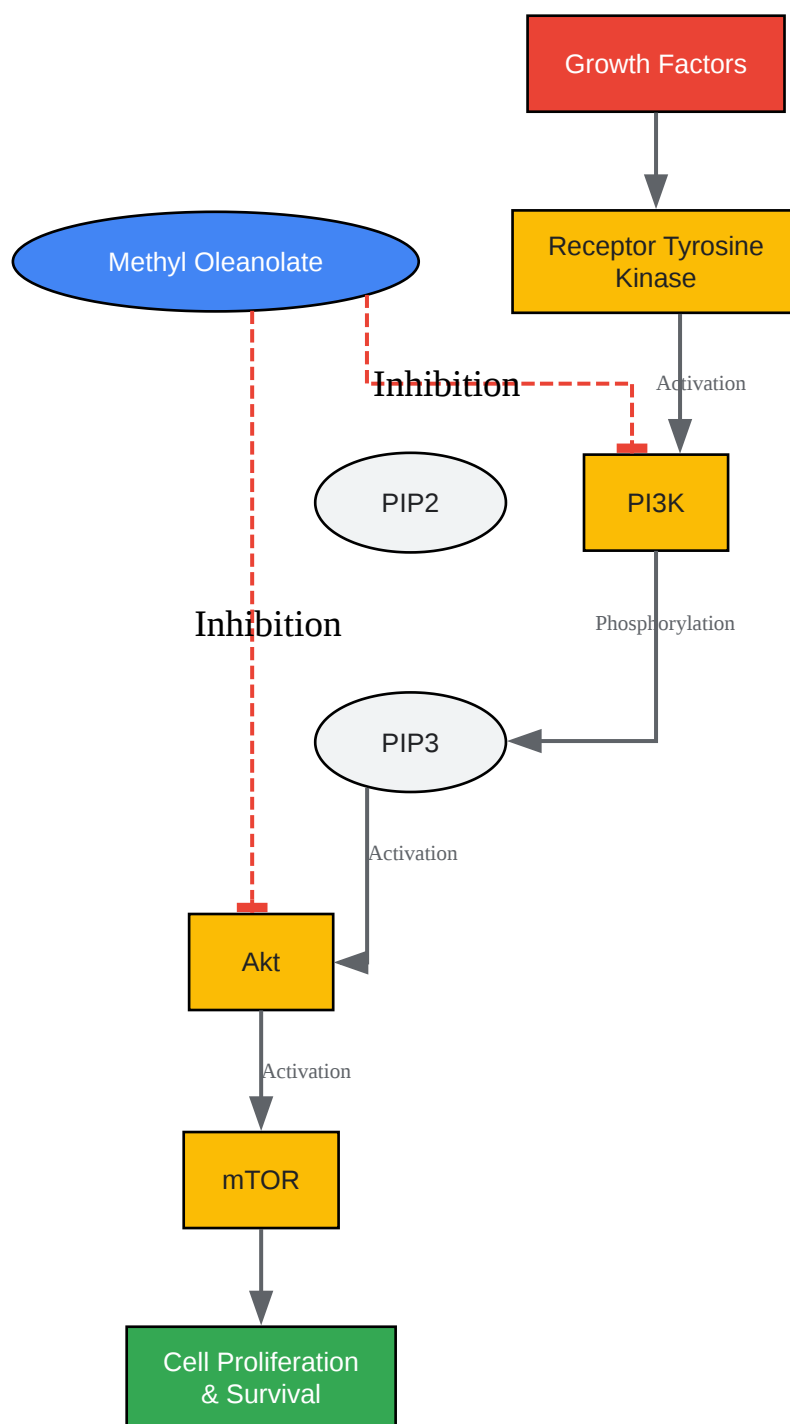 Growth Factors
Methyl Oleanolate
Receptor Tyrosine
Kinase
Inhibition
Activation
PIP2
PI3K
Inhibition
Phosphorylation
PIP3
Activation
Akt
Activation
mTOR
Cell Proliferation
& Survival